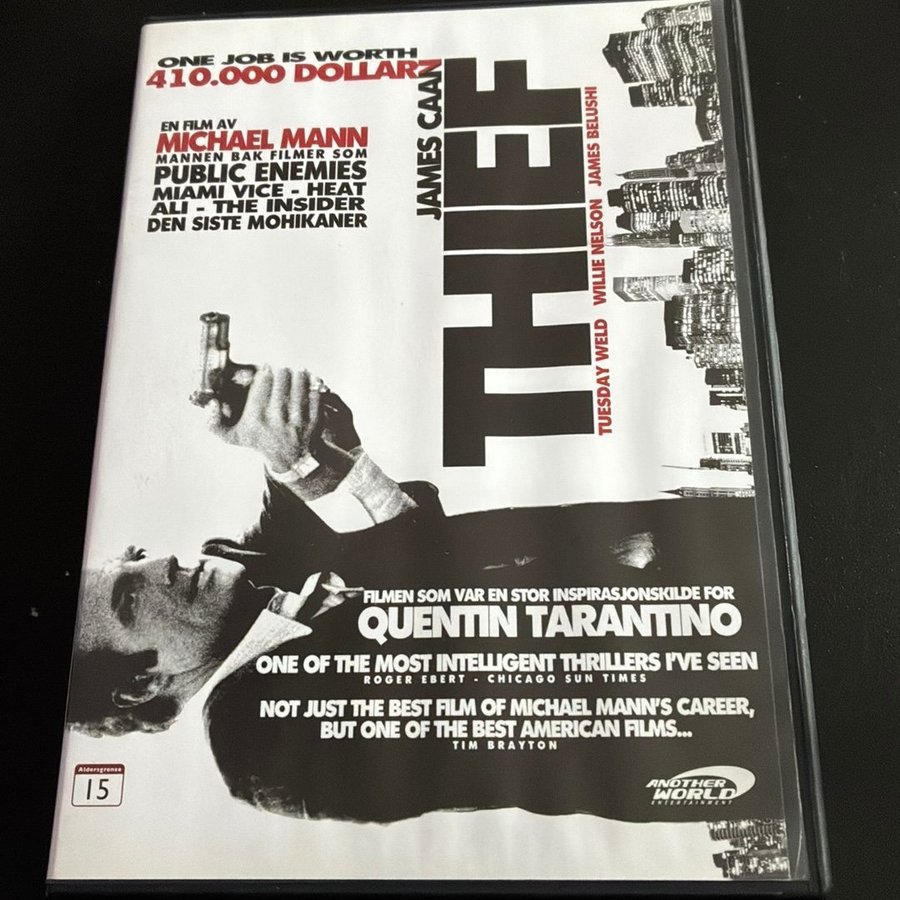 ONE JOB IS WORTH
410.000 DOLLARZ
EN FILM AV
MICHAEL MANN
MANNEN BAK FILMER SOM
PUBLIC ENEMIES
MIAMI VICE - HEAT
ALI - THE INSIDER
DEN SISTE MOHIKANER
JAMES CAAN
THIEF
TUESDAY WELD WILLIE NELSON JAMES BELUSHI
FILMEN SOM VAR EN STOR INSPIRASJONSKILDE FOR
QUENTIN TARANTINO
ONE OF THE MOST INTELLIGENT THRILLERS I'VE SEEN
ROGER EBERT - CHICAGO SUN TIMES
NOT JUST THE BEST FILM OF MICHAEL MANN'S CAREER,
BUT ONE OF THE BEST AMERICAN FILMS...
TIM BRAYTON
Aldersgrense
15
ANOTHER
WORLD
ENTERTAINMENT